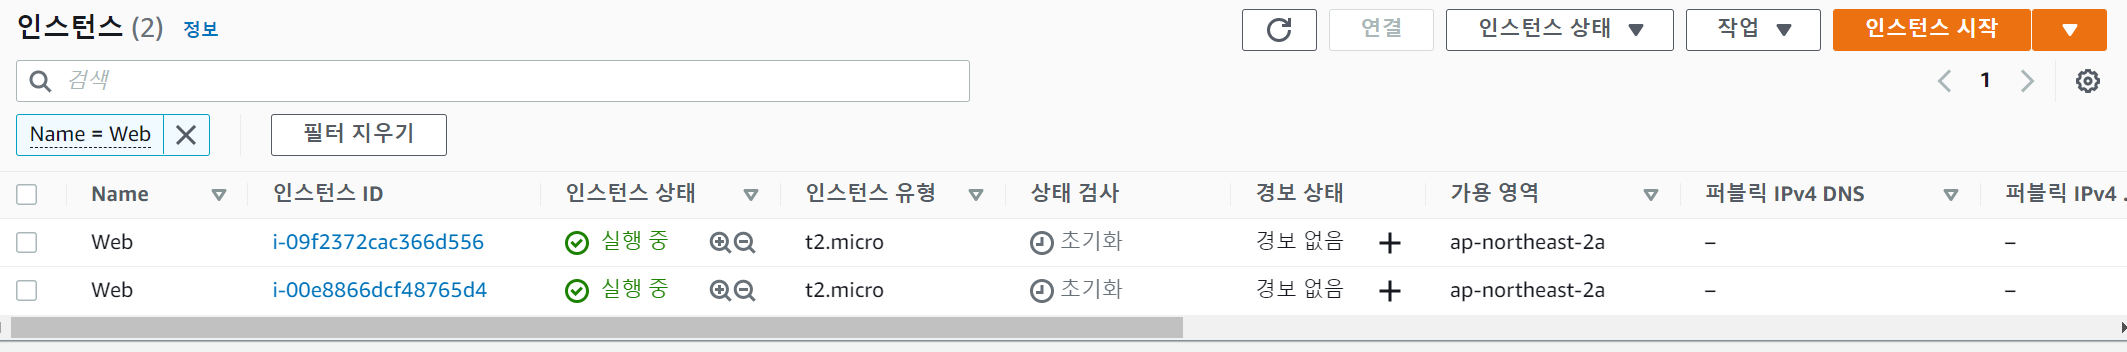 인스턴스 (2) 정보 연결 인스턴스 상태 작업 인스턴스 시작
검색 1
Name = Web 필터 지우기
Name 인스턴스 ID 인스턴스 상태 인스턴스 유형 상태 검사 경보 상태 가용 영역 퍼블릭 IPv4 DNS 퍼블릭 IPv4 .
Web i-09f2372cac366d556 실행 중 t2.micro 초기화 경보 없음 ap-northeast-2a – –
Web i-00e8866dcf48765d4 실행 중 t2.micro 초기화 경보 없음 ap-northeast-2a – –